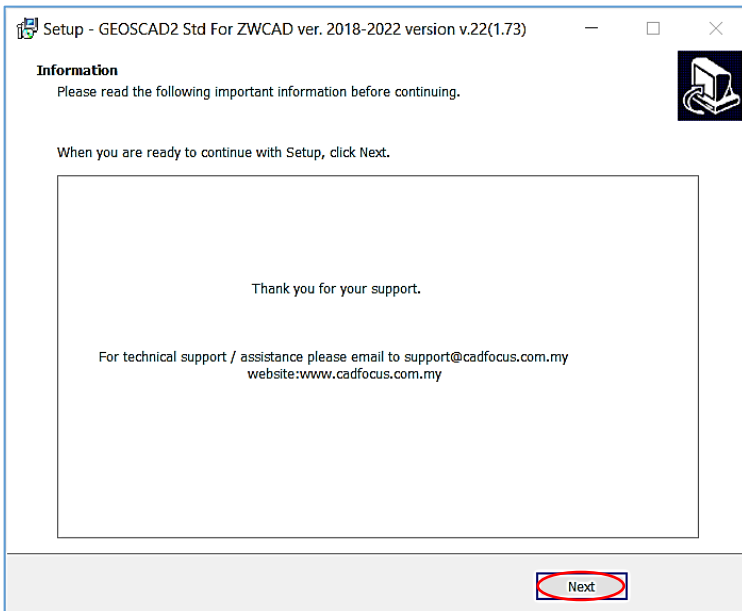 Setup - GEOSCAD2 Std For ZWCAD ver. 2018-2022 version v.22(1.73)
Information
Please read the following important information before continuing.
When you are ready to continue with Setup, click Next.
Thank you for your support.
For technical support / assistance please email to support@cadfocus.com.my
website:www.cadfocus.com.my
Next